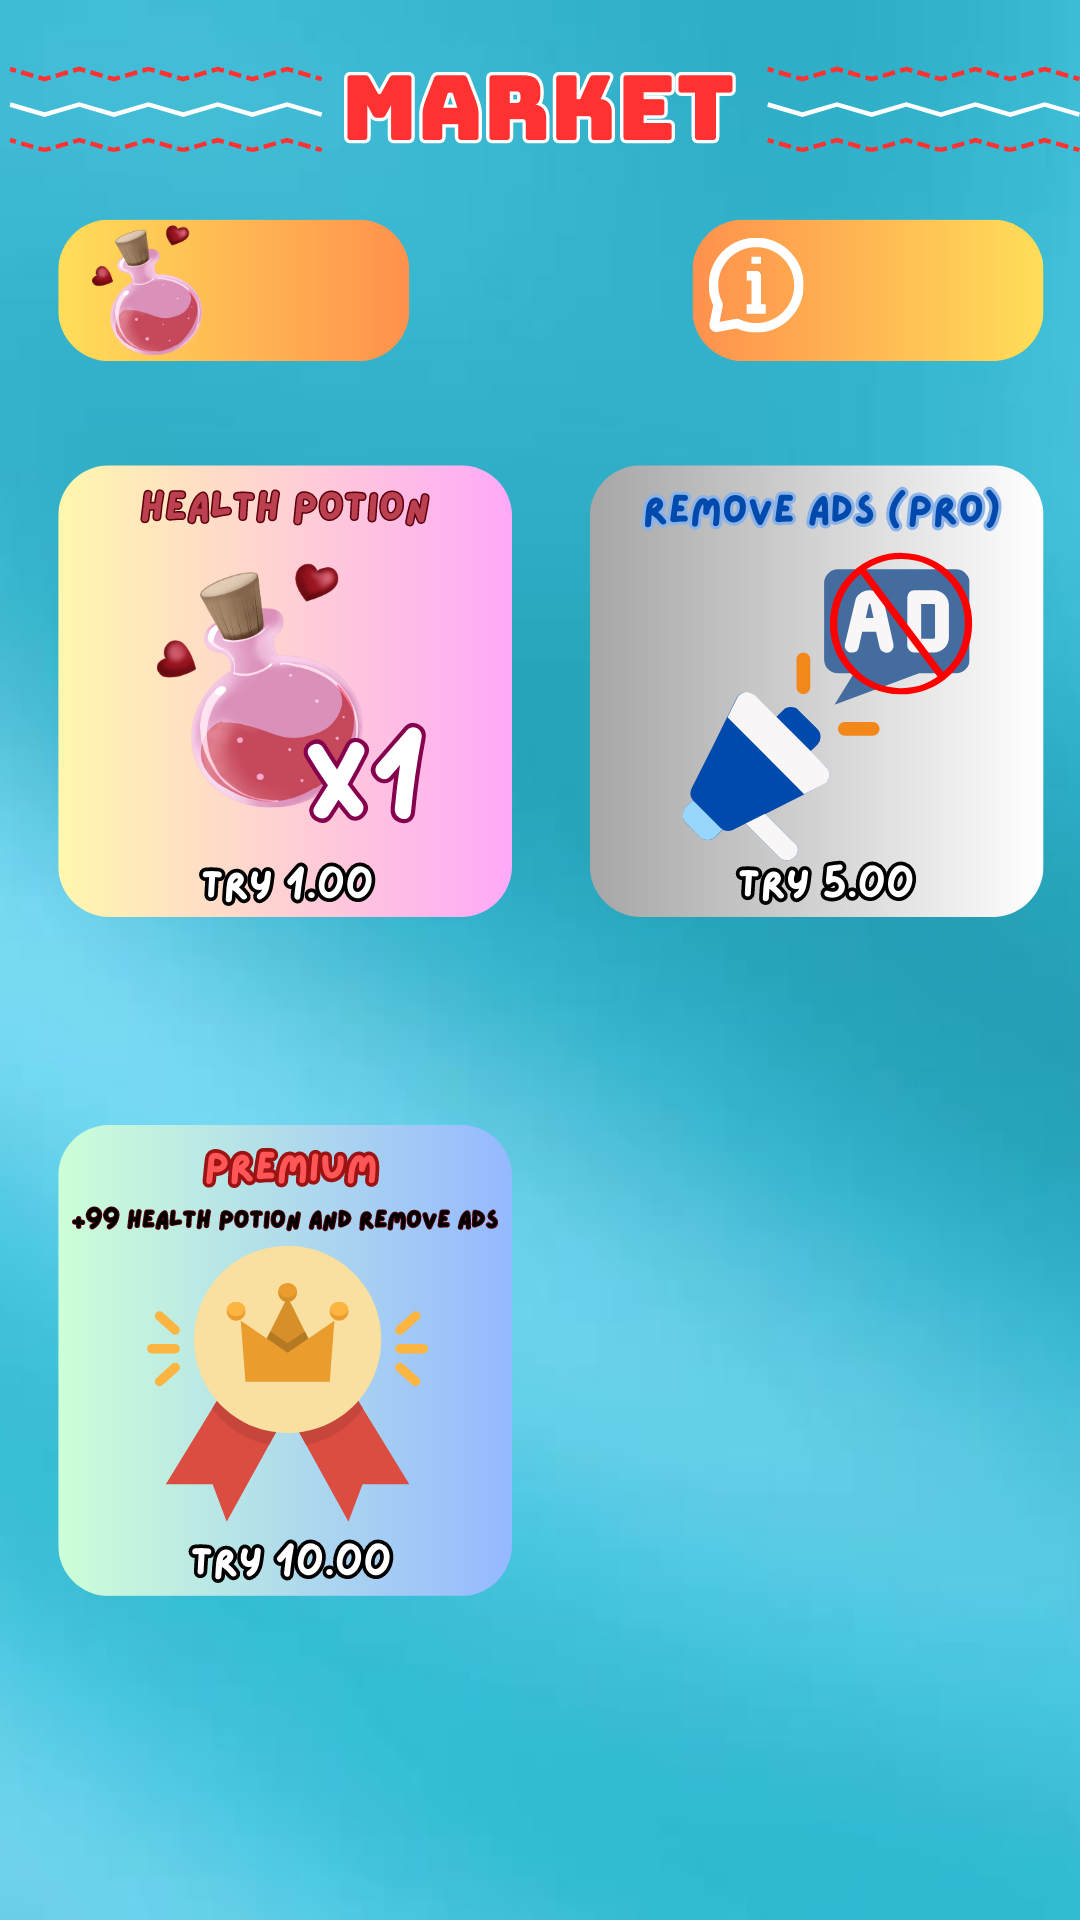 MARKET
i
HEALTH POTION
X1
TRY 1.00
REMOVE ADS (PRO)
AD
TRY 5.00
PREMIUM
+99 HEALTH POTION AND REMOVE ADS
TRY 10.00